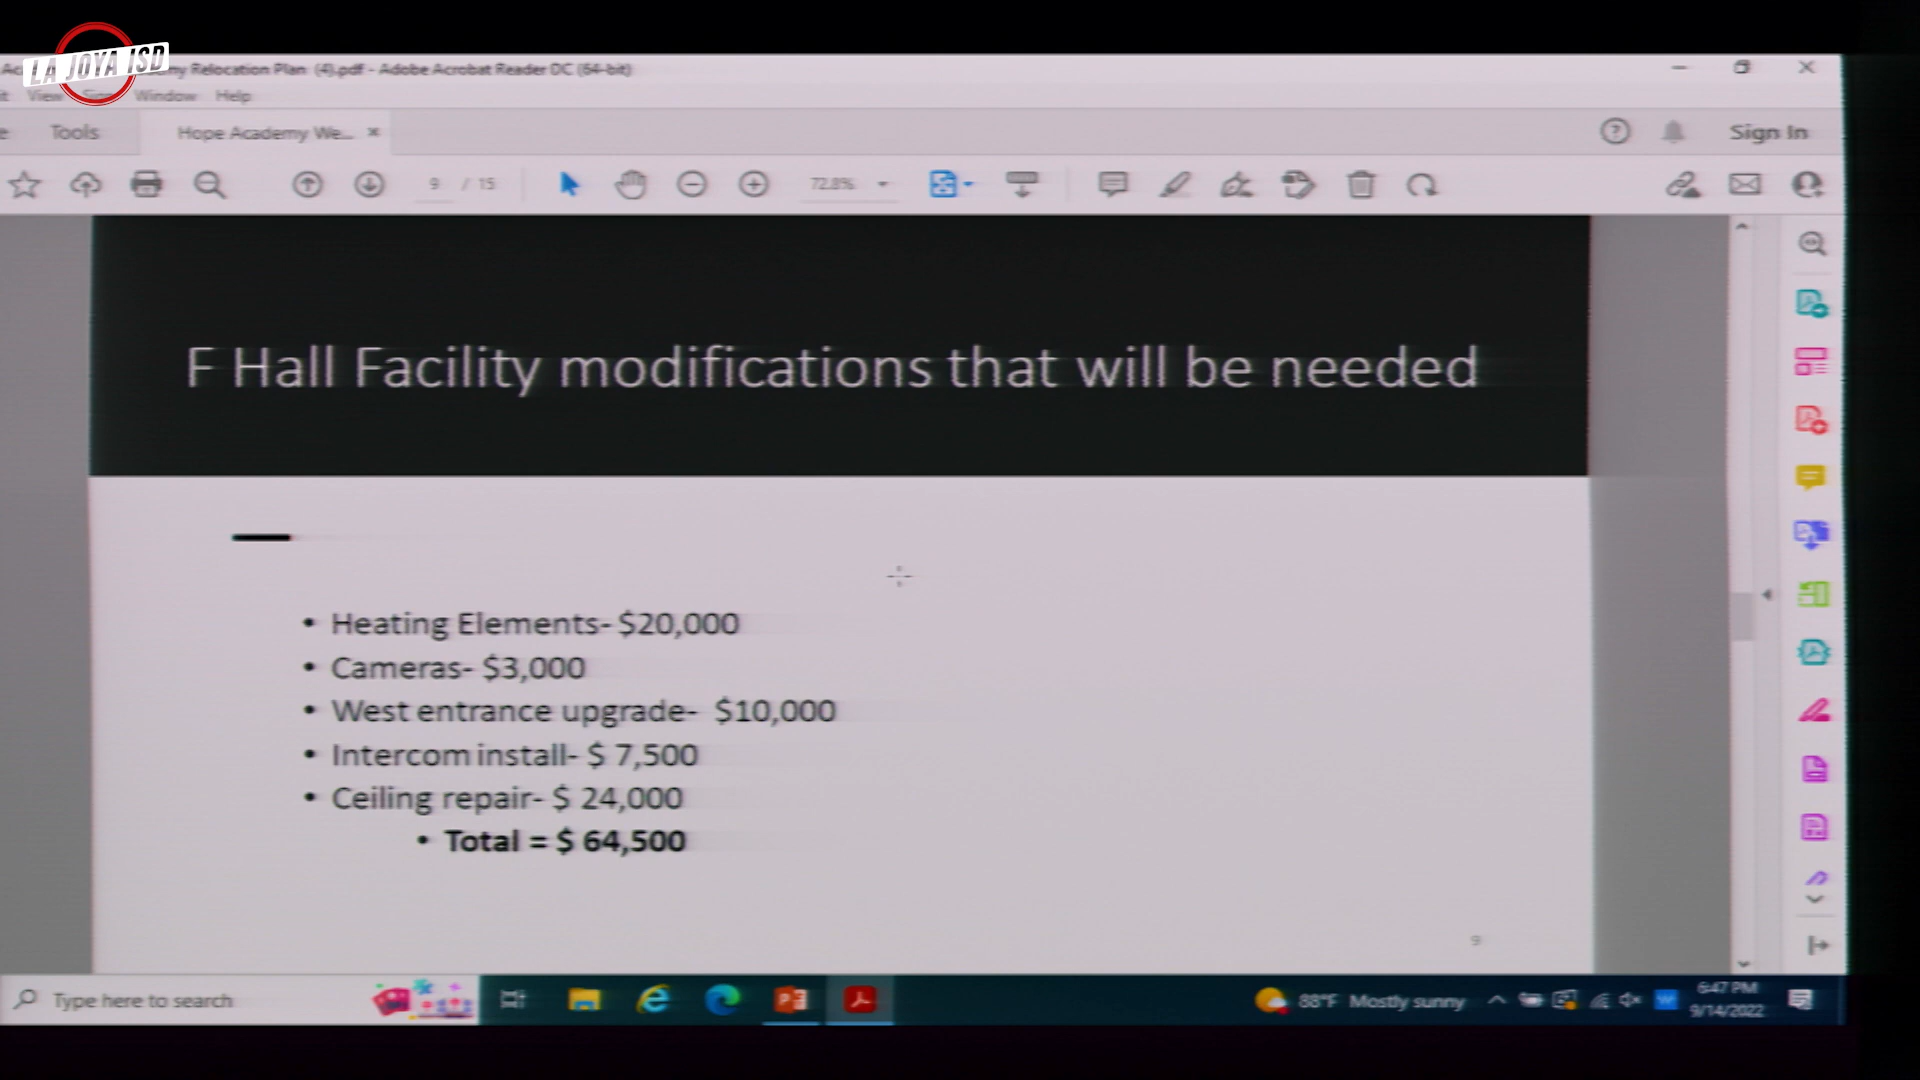 LA JOYA ISD
my Relocation Plan (4).pdf - Adobe Acrobat Reader DC (64-bit)
View Window Help
Tools
Hope Academy We...
Sign In
9 / 15
72.8%
F Hall Facility modifications that will be needed
• Heating Elements- $20,000
• Cameras- $3,000
• West entrance upgrade- $10,000
• Intercom install- $ 7,500
• Ceiling repair- $ 24,000
• Total = $ 64,500
9
Type here to search
88°F Mostly sunny
6:47 PM
9/14/2022